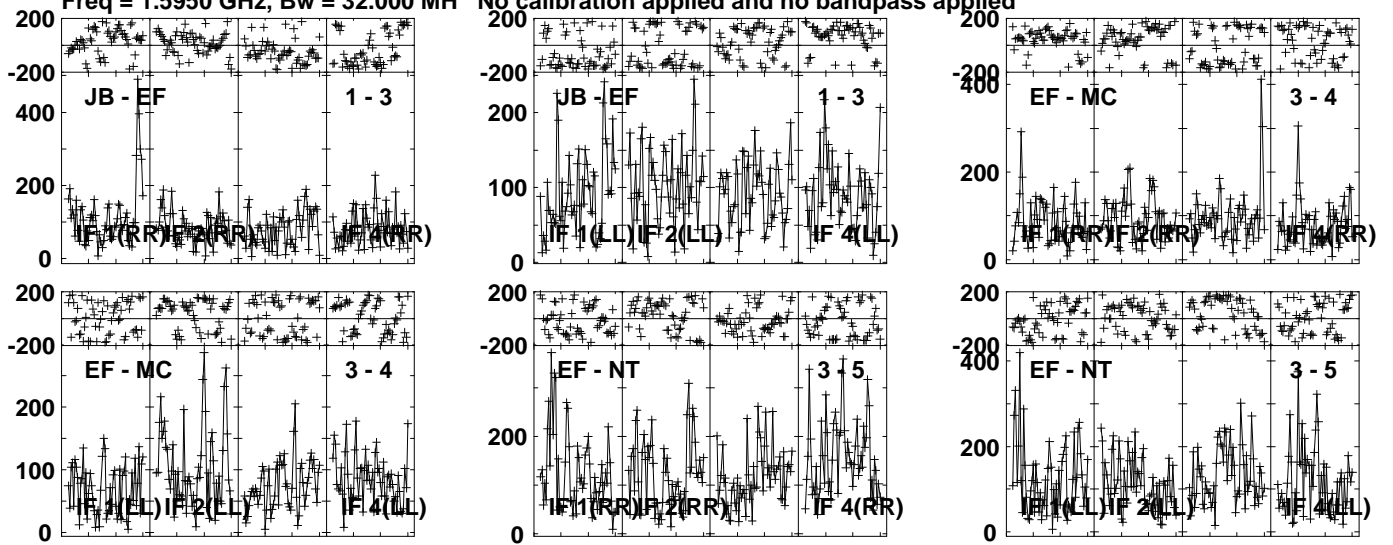 Freq = 1.5950 GHz, Bw = 32.000 MH No calibration applied and no bandpass applied
200
-200
JB - EF 1 - 3
400
200
0
IF 1(RR) IF 2(RR) IF 4(RR)
JB - EF 1 - 3
200
100
0
IF 1(LL) IF 2(LL) IF 4(LL)
200
-200
EF - MC 3 - 4
400
200
0
IF 1(RR) IF 2(RR) IF 4(RR)
200
-200
EF - MC 3 - 4
200
100
0
IF 1(LL) IF 2(LL) IF 4(LL)
200
-200
EF - NT 3 - 5
200
0
IF 1(RR) IF 2(RR) IF 4(RR)
200
-200
EF - NT 3 - 5
400
200
0
IF 1(LL) IF 2(LL) IF 4(LL)